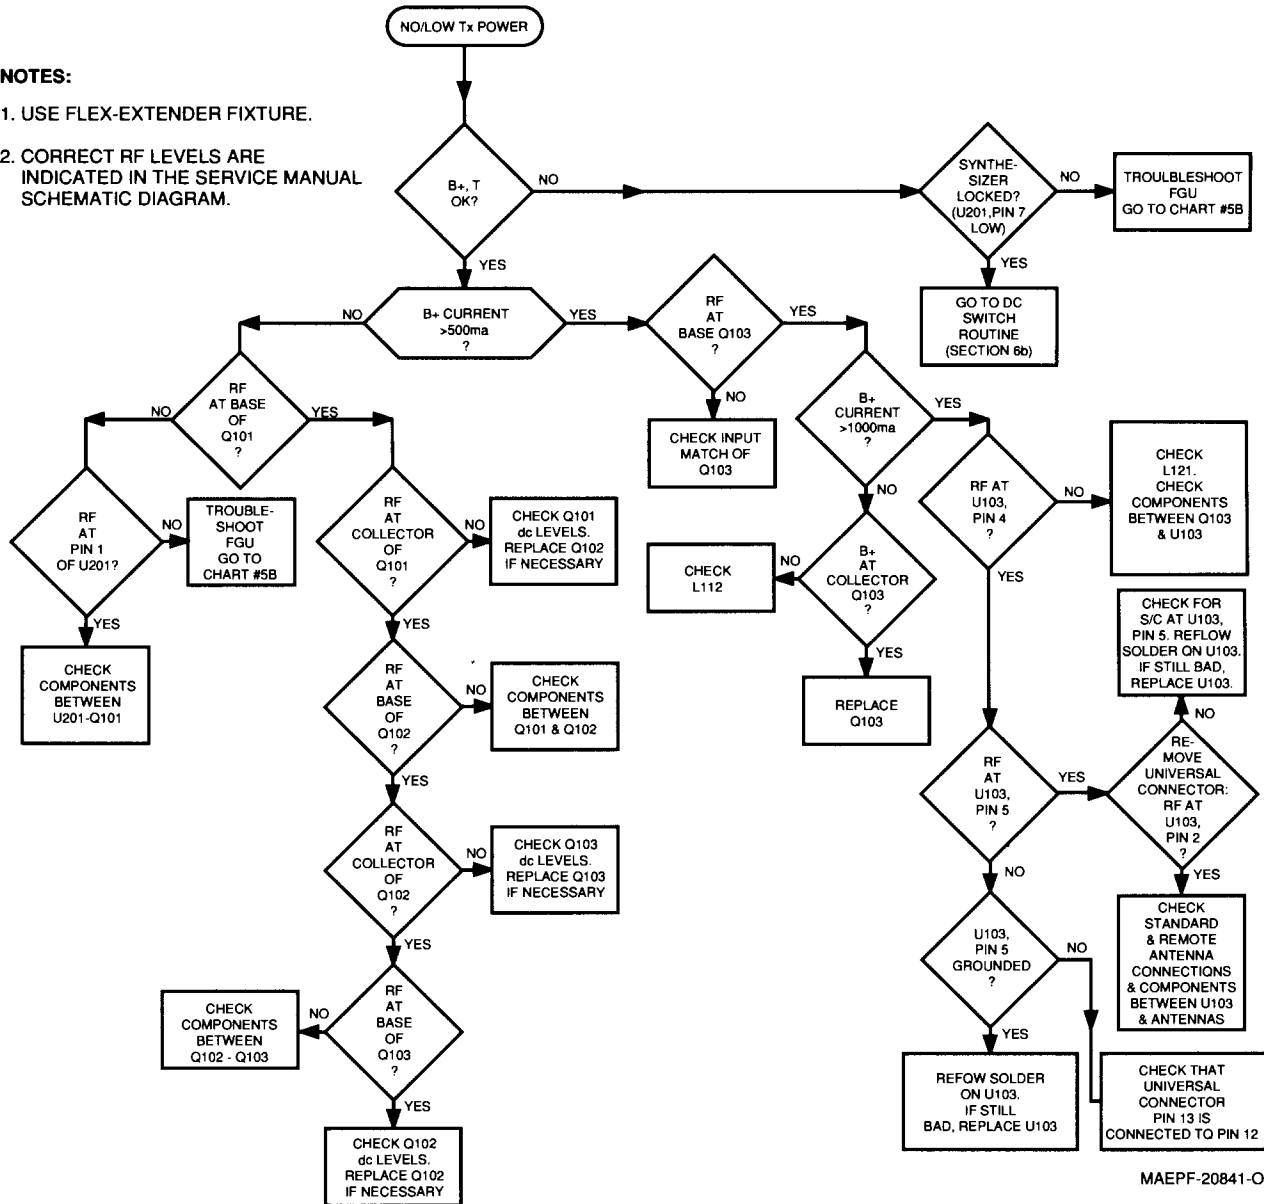 NO/LOW Tx POWER
NOTES:
1. USE FLEX-EXTENDER FIXTURE.
2. CORRECT RF LEVELS ARE
INDICATED IN THE SERVICE MANUAL
SCHEMATIC DIAGRAM.
B+, T
OK?
NO
YES
SYNTHE-
SIZER
LOCKED?
(U201,PIN 7
LOW)
NO
YES
TROULBLESHOOT
FGU
GO TO CHART #5B
GO TO DC
SWITCH
ROUTINE
(SECTION 6b)
B+ CURRENT
>500ma
?
NO
YES
RF
AT
BASE Q103
?
YES
NO
CHECK INPUT
MATCH OF
Q103
RF
AT BASE
OF
Q101
?
NO
YES
B+
CURRENT
>1000ma
?
YES
NO
RF
AT
PIN 1
OF U201?
NO
YES
TROUBLE-
SHOOT
FGU
GO TO
CHART #5B
CHECK
COMPONENTS
BETWEEN
U201-Q101
RF
AT
COLLECTOR
OF
Q101
?
NO
YES
CHECK Q101
dc LEVELS.
REPLACE Q102
IF NECESSARY
CHECK
L112
NO
B+
AT
COLLECTOR
Q103
?
YES
REPLACE
Q103
RF AT
U103,
PIN 4
?
NO
YES
CHECK
L121.
CHECK
COMPONENTS
BETWEEN Q103
& U103
CHECK FOR
S/C AT U103,
PIN 5. REFLOW
SOLDER ON U103.
IF STILL BAD,
REPLACE U103.
NO
RF
AT
BASE
OF
Q102
?
NO
YES
CHECK
COMPONENTS
BETWEEN
Q101 & Q102
RF
AT
U103,
PIN 5
?
YES
NO
RE-
MOVE
UNIVERSAL
CONNECTOR:
RF AT
U103,
PIN 2
?
YES
RF
AT
COLLECTOR
OF
Q102
?
NO
YES
CHECK Q103
dc LEVELS.
REPLACE Q103
IF NECESSARY
CHECK
STANDARD
& REMOTE
ANTENNA
CONNECTIONS
& COMPONENTS
BETWEEN U103
& ANTENNAS
U103,
PIN 5
GROUNDED
?
NO
YES
CHECK
COMPONENTS
BETWEEN
Q102 - Q103
NO
RF
AT
BASE
OF
Q103
?
YES
CHECK Q102
dc LEVELS.
REPLACE Q102
IF NECESSARY
REFQW SOLDER
ON U103.
IF STILL
BAD, REPLACE U103
CHECK THAT
UNIVERSAL
CONNECTOR
PIN 13 IS
CONNECTED TO PIN 12
MAEPF-20841-O